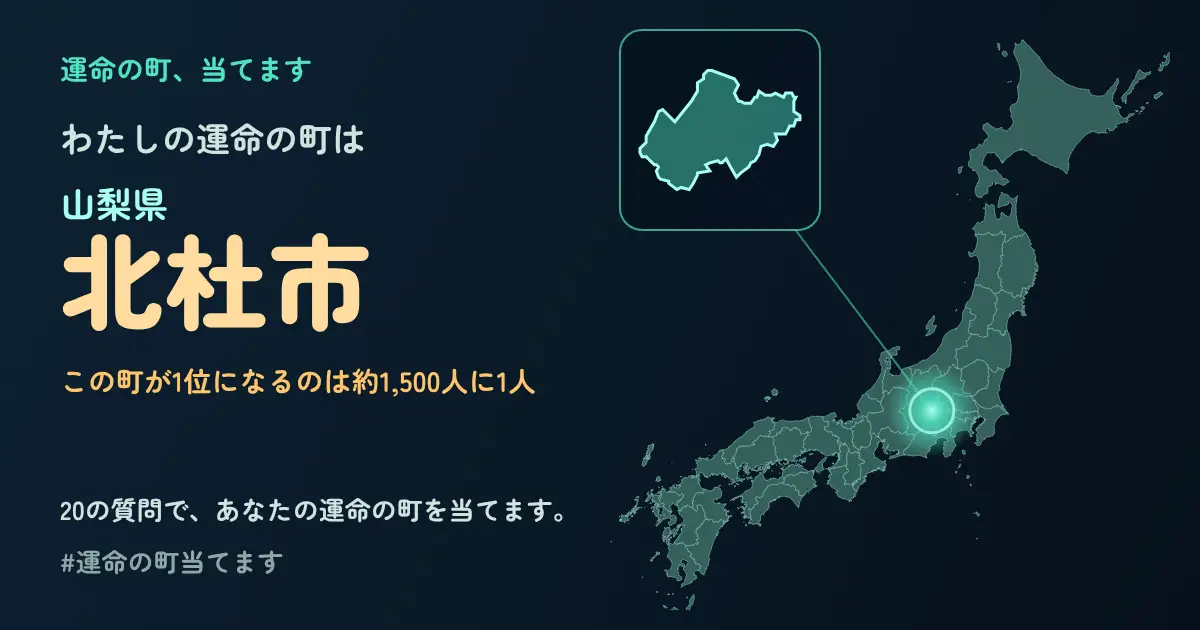 運命の町、当てます
わたしの運命の町は
山梨県
北杜市
この町が1位になるのは約1,500人に1人
20の質問で、あなたの運命の町を当てます。
#運命の町当てます